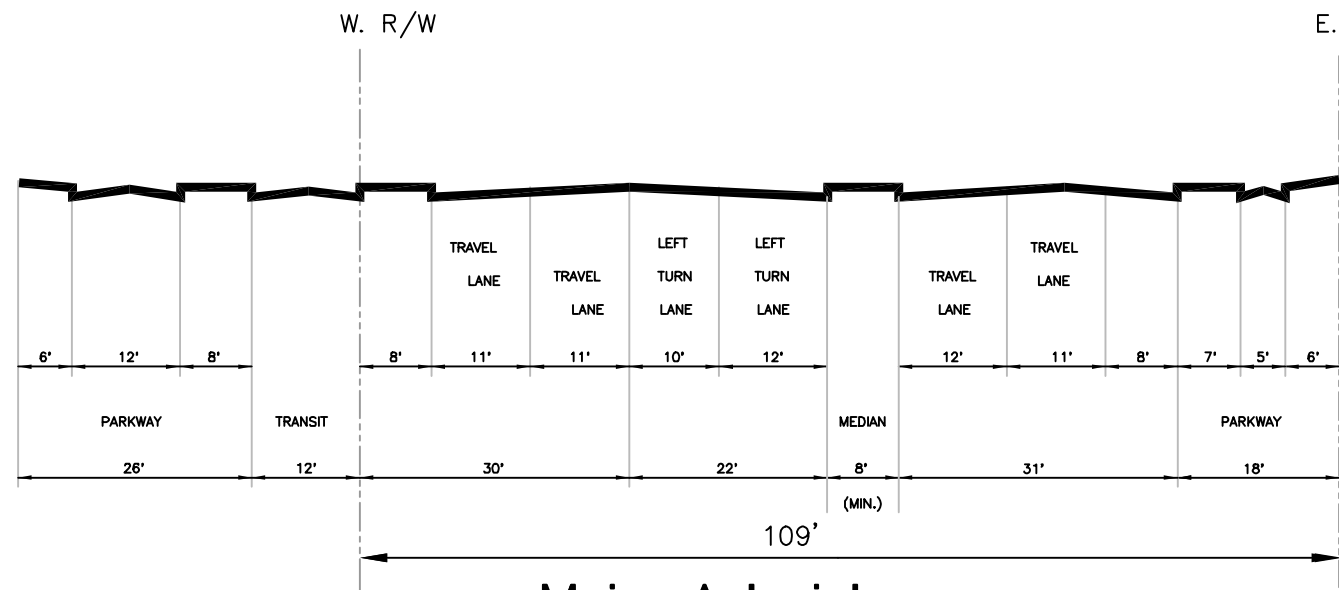 W. R/W
E.
TRAVEL
LANE
TRAVEL
LANE
LEFT
TURN
LANE
LEFT
TURN
LANE
TRAVEL
LANE
TRAVEL
LANE
6' 12' 8' 8' 11' 11' 10' 12' 12' 11' 8' 7' 5' 6'
PARKWAY TRANSIT MEDIAN PARKWAY
26' 12' 30' 22' 8' 31' 18'
(MIN.)
109'